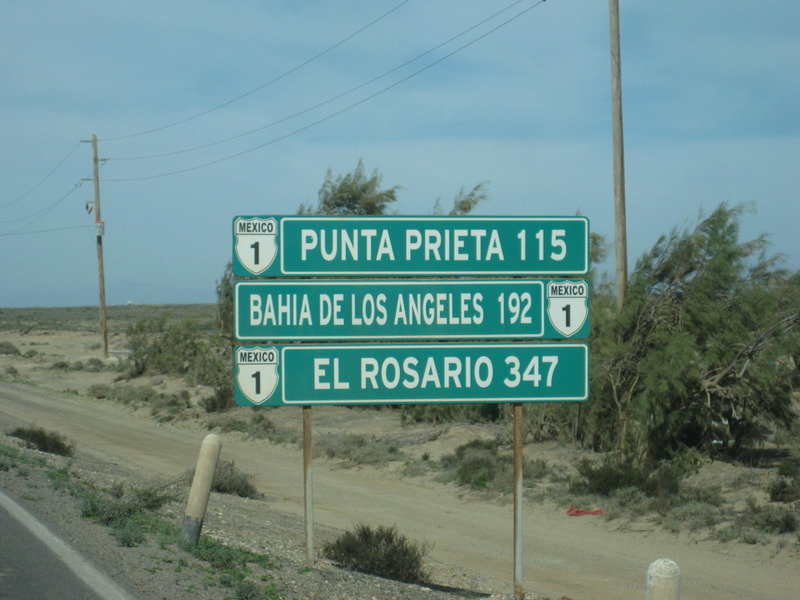 MEXICO
1
PUNTA PRIETA 115
BAHIA DE LOS ANGELES 192
MEXICO
1
MEXICO
1
EL ROSARIO 347